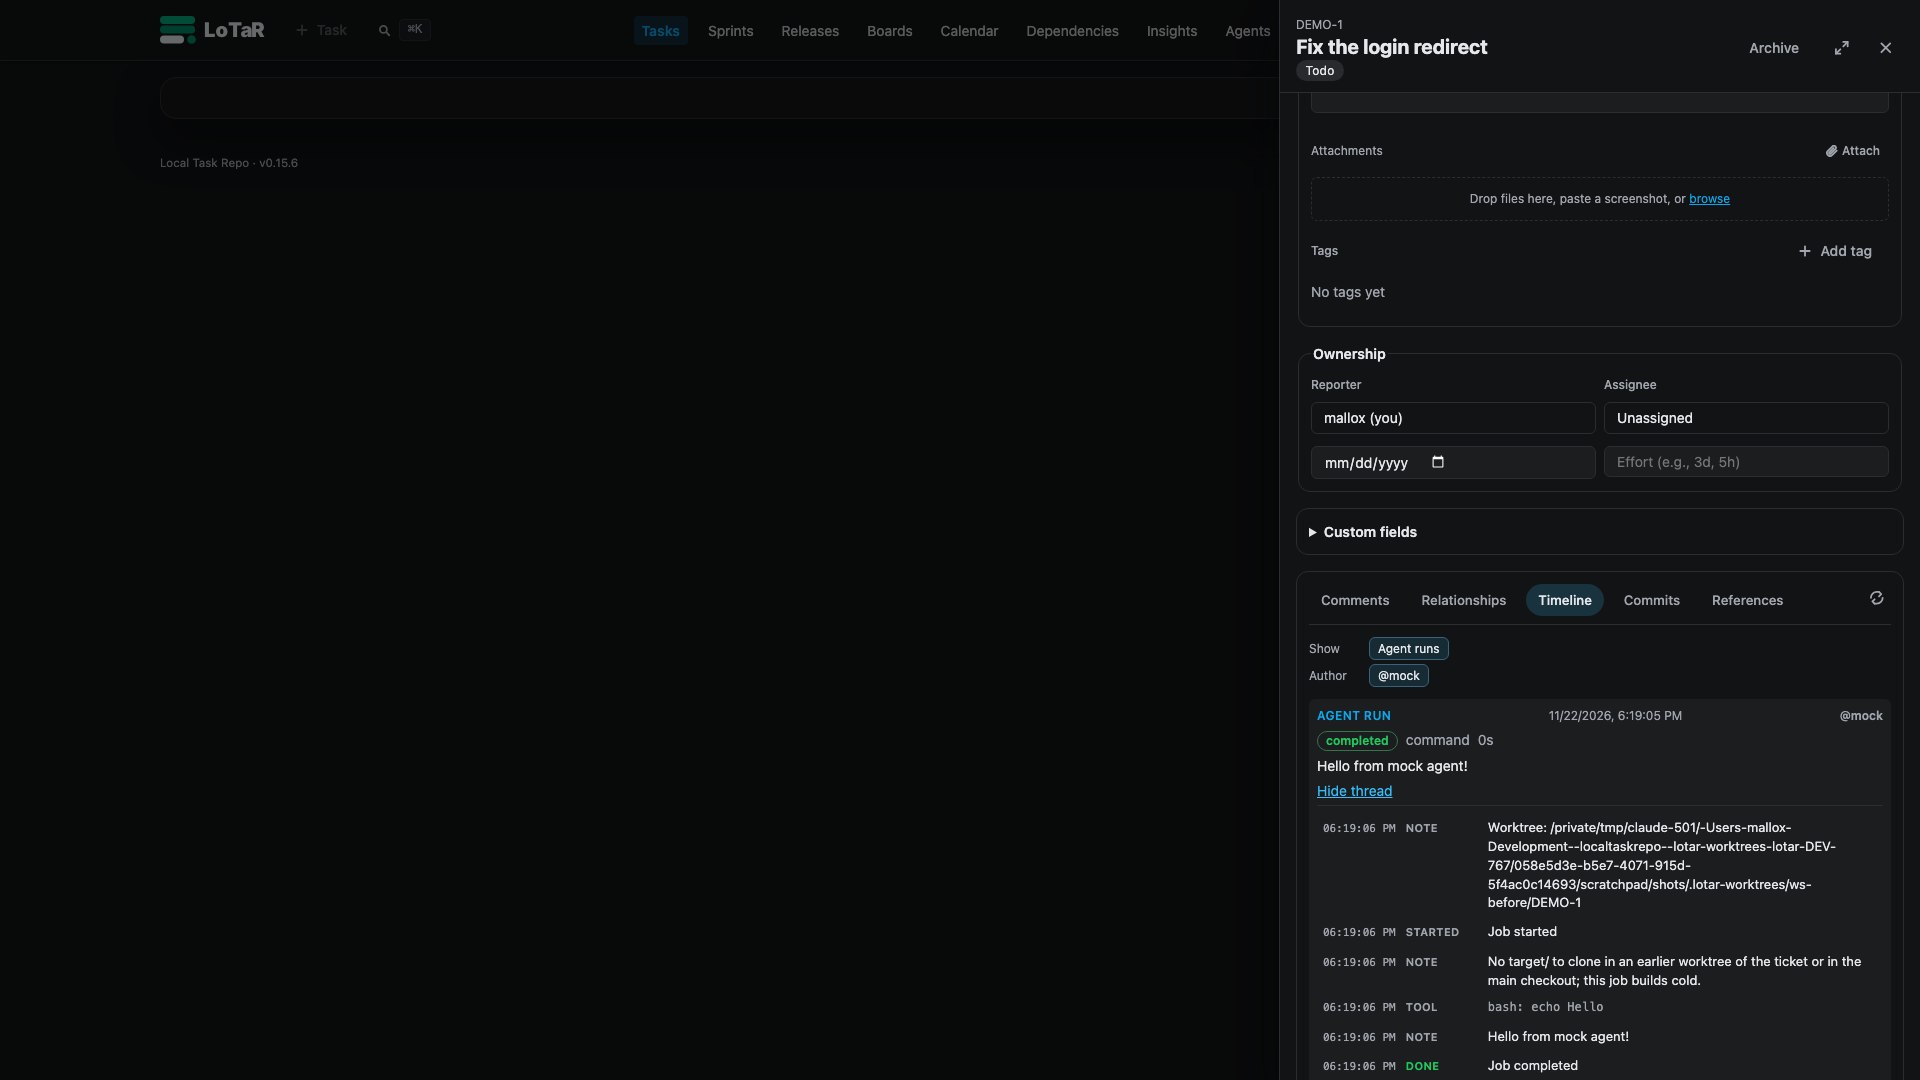 LoTaR
Task
⌘K
Tasks
Sprints
Releases
Boards
Calendar
Dependencies
Insights
Agents
Local Task Repo · v0.15.6
DEMO-1
Fix the login redirect
Todo
Archive
Attachments
Attach
Drop files here, paste a screenshot, or browse
Tags
Add tag
No tags yet
Ownership
Reporter
Assignee
mallox (you)
Unassigned
mm/dd/yyyy
Effort (e.g., 3d, 5h)
Custom fields
Comments
Relationships
Timeline
Commits
References
Show
Agent runs
Author
@mock
AGENT RUN
11/22/2026, 6:19:05 PM
@mock
completed command 0s
Hello from mock agent!
Hide thread
06:19:06 PM NOTE
Worktree: /private/tmp/claude-501/-Users-mallox-
Development--localtaskrepo--lotar-worktrees-lotar-DEV-
767/058e5d3e-b5e7-4071-915d-
5f4ac0c14693/scratchpad/shots/.lotar-worktrees/ws-
before/DEMO-1
06:19:06 PM STARTED Job started
06:19:06 PM NOTE No target/ to clone in an earlier worktree of the ticket or in the
main checkout; this job builds cold.
06:19:06 PM TOOL bash: echo Hello
06:19:06 PM NOTE Hello from mock agent!
06:19:06 PM DONE Job completed